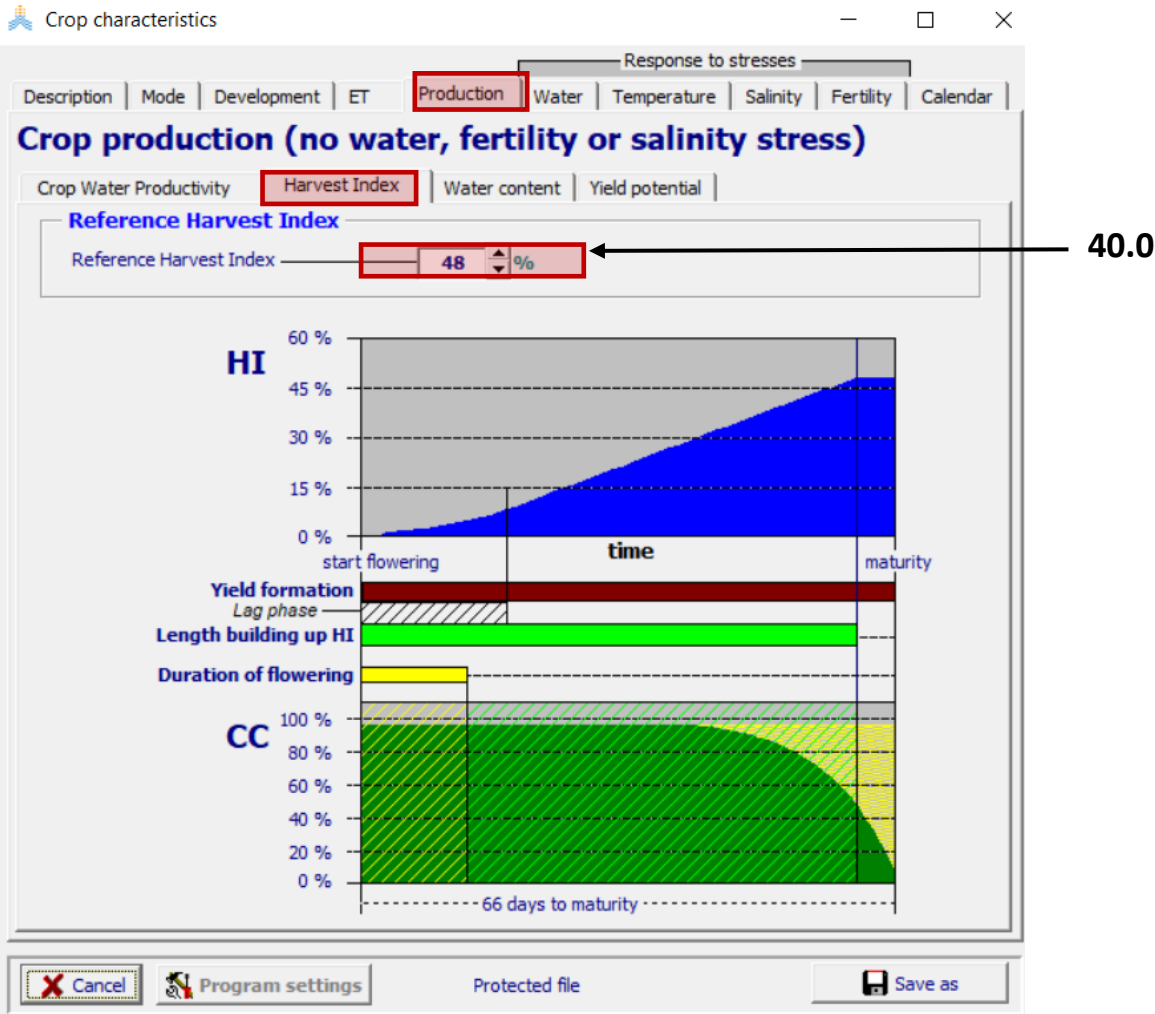 Crop characteristics
Response to stresses
Description Mode Development ET Production Water Temperature Salinity Fertility Calendar
Crop production (no water, fertility or salinity stress)
Crop Water Productivity Harvest Index Water content Yield potential
Reference Harvest Index
Reference Harvest Index 48 % 40.0
HI
60 %
45 %
30 %
15 %
0 %
start flowering time maturity
Yield formation
Lag phase
Length building up HI
Duration of flowering
CC
100 %
80 %
60 %
40 %
20 %
0 %
66 days to maturity
Cancel Program settings Protected file Save as